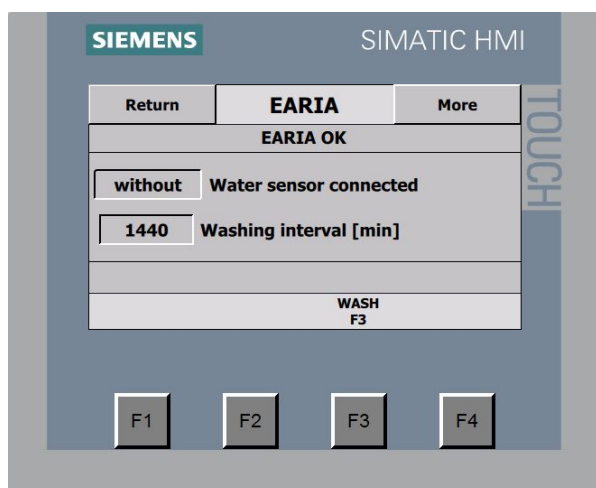 SIEMENS SIMATIC HMI
TOUCH
Return EARIA More
EARIA OK
without Water sensor connected
1440 Washing interval [min]
WASH
F3
F1 F2 F3 F4